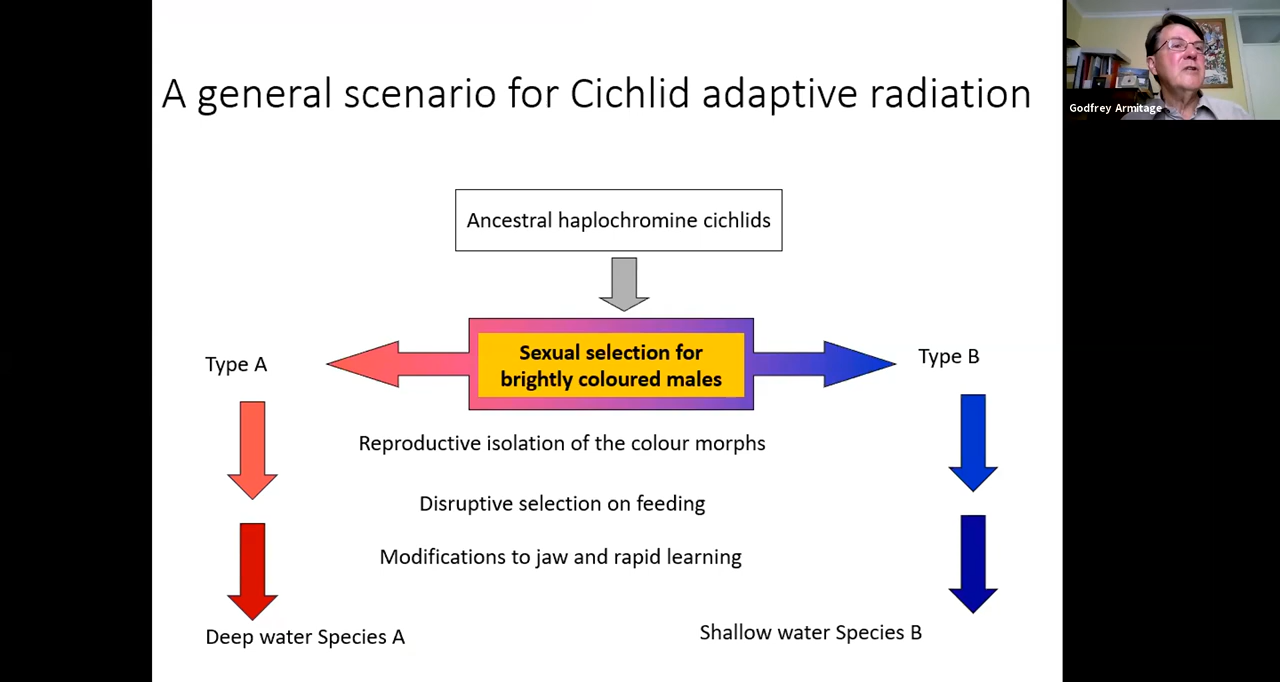 A general scenario for Cichlid adaptive radiation
Godfrey Armitage
Ancestral haplochromine cichlids
Sexual selection for
brightly coloured males
Type A
Type B
Reproductive isolation of the colour morphs
Disruptive selection on feeding
Modifications to jaw and rapid learning
Deep water Species A
Shallow water Species B